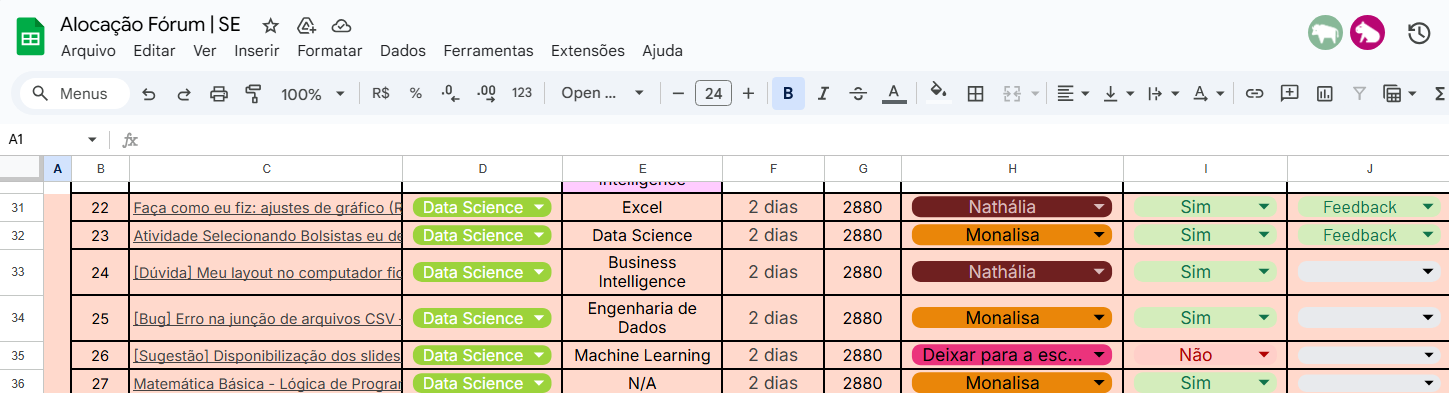 Alocação Fórum | SE
Arquivo Editar Ver Inserir Formatar Dados Ferramentas Extensões Ajuda
Menus 100% R$ % .0 .00 123 Open ... 24 B I S A A Σ
A1 fx
A B C D E F G H I J
Intelligence
31 22 Faça como eu fiz: ajustes de gráfico (R Data Science Excel 2 dias 2880 Nathália Sim Feedback
32 23 Atividade Selecionando Bolsistas eu de Data Science Data Science 2 dias 2880 Monalisa Sim Feedback
33 24 [Dúvida] Meu layout no computador fic Data Science Business Intelligence 2 dias 2880 Nathália Sim
34 25 [Bug] Erro na junção de arquivos CSV - Data Science Engenharia de Dados 2 dias 2880 Monalisa Sim
35 26 [Sugestão] Disponibilização dos slides Data Science Machine Learning 2 dias 2880 Deixar para a esc... Não
36 27 Matemática Básica - Lógica de Progran Data Science N/A 2 dias 2880 Monalisa Sim